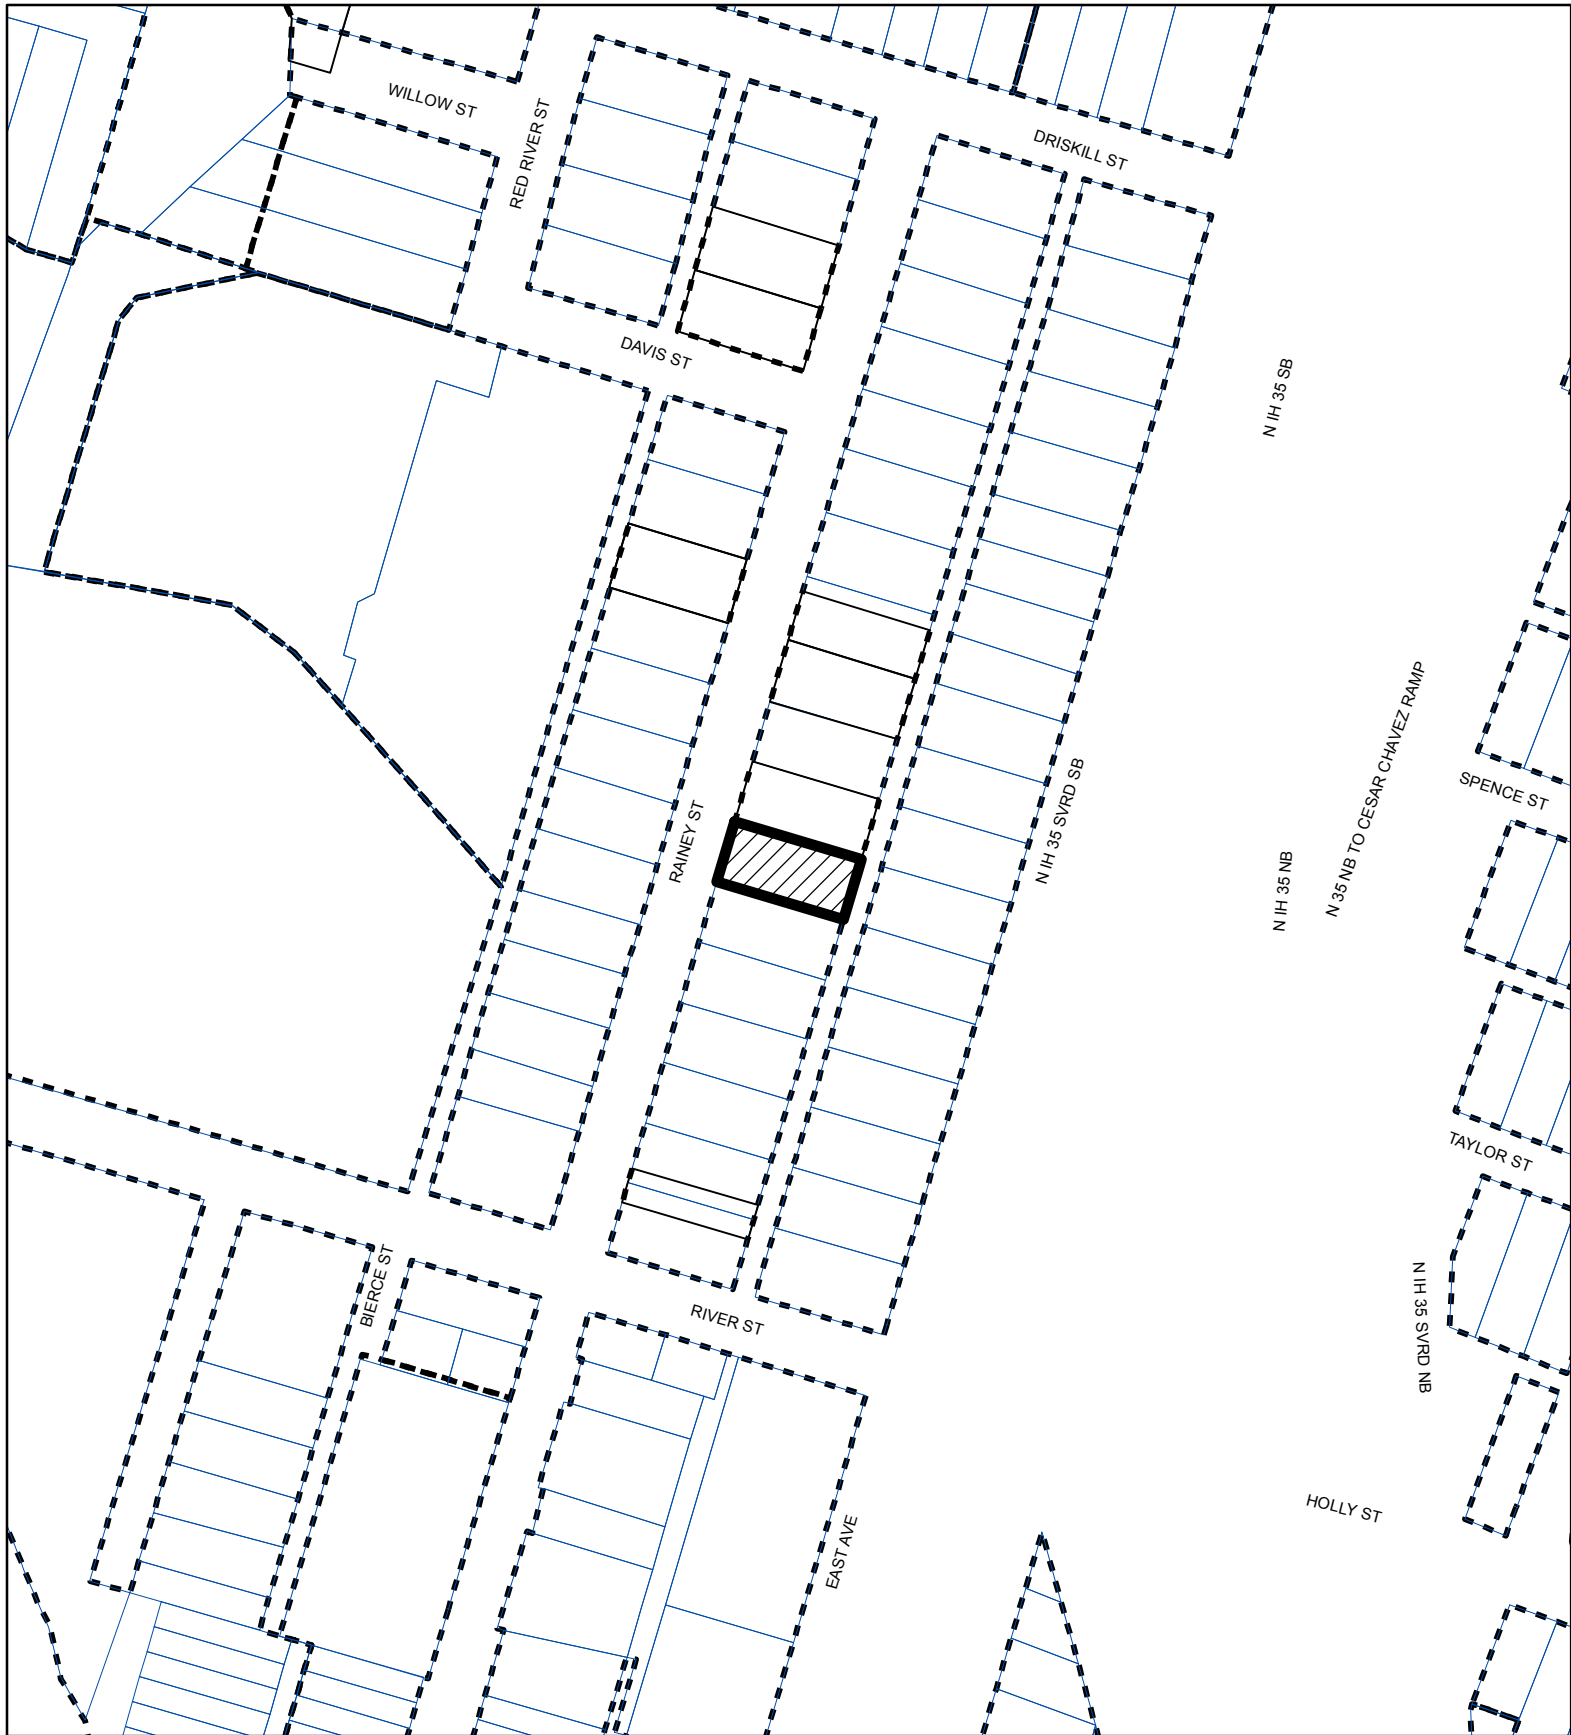 WILLOW ST
RED RIVER ST
DRISKILL ST
DAVIS ST
N IH 35 SB
N 35 NB TO CESAR CHAVEZ RAMP
SPENCE ST
RAINEY ST
N IH 35 SVRD SB
N IH 35 NB
TAYLOR ST
BIERCE ST
RIVER ST
N IH 35 SVRD NB
HOLLY ST
EAST AVE